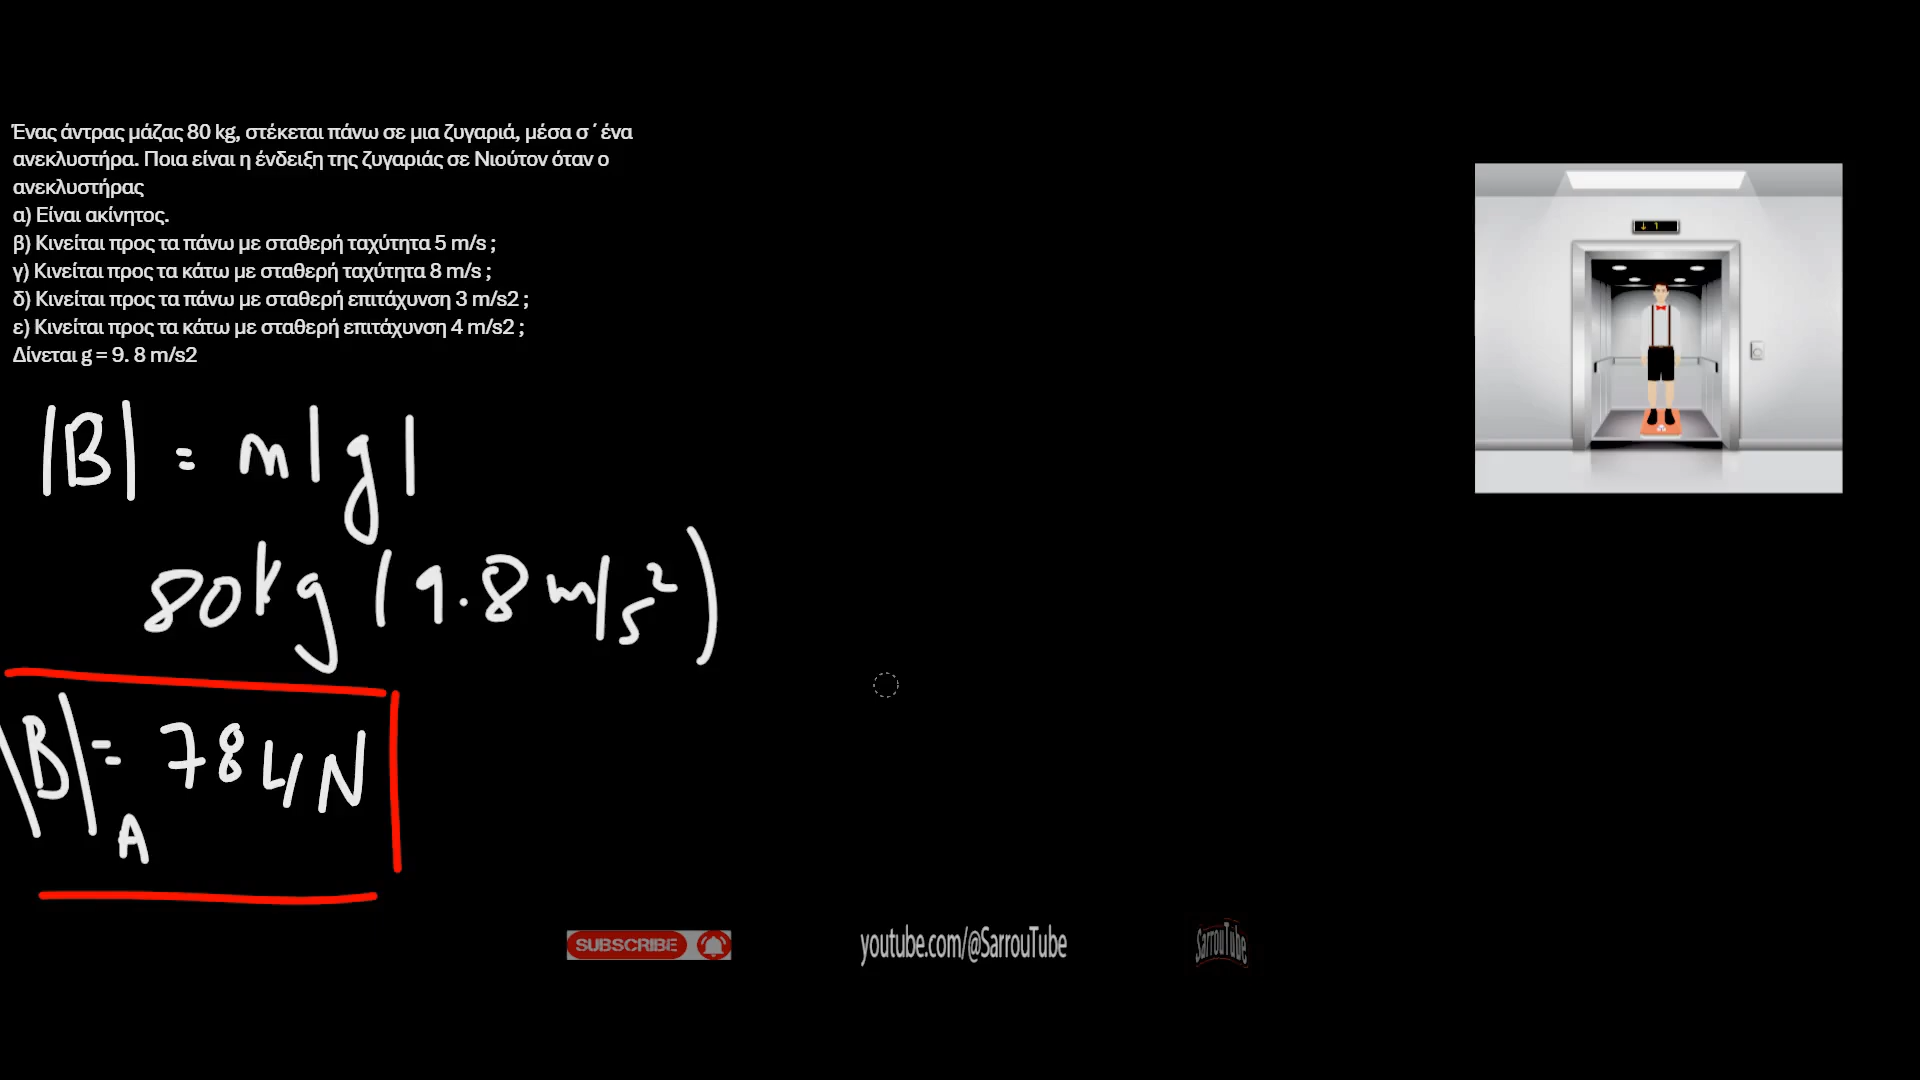 Ένας άντρας μάζας 80 kg, στέκεται πάνω σε μια ζυγαριά, μέσα σ΄ένα
ανεκλυστήρα. Ποια είναι η ένδειξη της ζυγαριάς σε Νιούτον όταν ο
ανεκλυστήρας
α) Είναι ακίνητος.
β) Κινείται προς τα πάνω με σταθερή ταχύτητα 5 m/s ;
γ) Κινείται προς τα κάτω με σταθερή ταχύτητα 8 m/s ;
δ) Κινείται προς τα πάνω με σταθερή επιτάχυνση 3 m/s2 ;
ε) Κινείται προς τα κάτω με σταθερή επιτάχυνση 4 m/s2 ;
Δίνεται g = 9. 8 m/s2
↓ 1
|B| = m|g|
80kg (9.8 m/s²)
|B| = 784N
A
SUBSCRIBE
youtube.com/@SarrouTube
SarrouTube